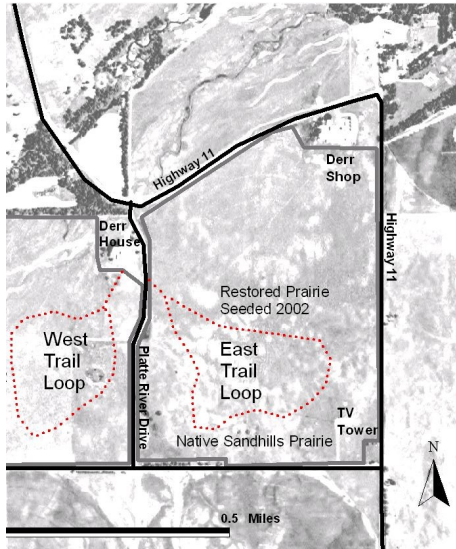 Highway 11
Derr
Shop
Derr
House
Highway 11
Restored Prairie
Seeded 2002
West
Trail
Loop
East
Trail
Loop
Platte River Drive
TV
Tower
Native Sandhills Prairie
N
0.5 Miles